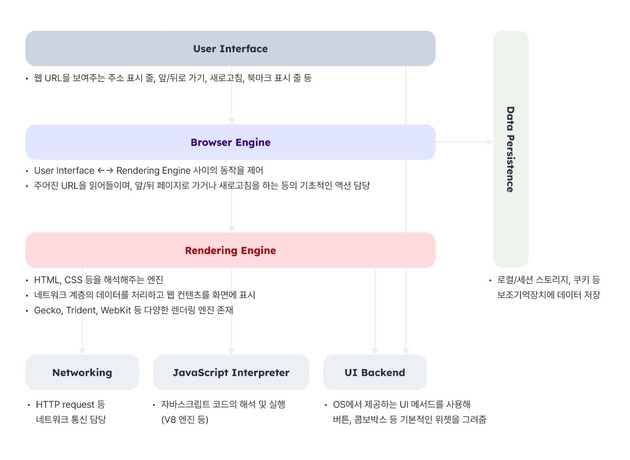 User Interface
• 웹 URL을 보여주는 주소 표시 줄, 앞/뒤로 가기, 새로고침, 북마크 표시 줄 등
Browser Engine
• User Interface ←→ Rendering Engine 사이의 동작을 제어
• 주어진 URL을 읽어들이며, 앞/뒤 페이지로 가거나 새로고침을 하는 등의 기초적인 액션 담당
Data Persistence
• 로컬/세션 스토리지, 쿠키 등
보조기억장치에 데이터 저장
Rendering Engine
• HTML, CSS 등을 해석해주는 엔진
• 네트워크 계층의 데이터를 처리하고 웹 컨텐츠를 화면에 표시
• Gecko, Trident, WebKit 등 다양한 렌더링 엔진 존재
Networking
• HTTP request 등
네트워크 통신 담당
JavaScript Interpreter
• 자바스크립트 코드의 해석 및 실행
(V8 엔진 등)
UI Backend
• OS에서 제공하는 UI 메서드를 사용해
버튼, 콤보박스 등 기본적인 위젯을 그려줌